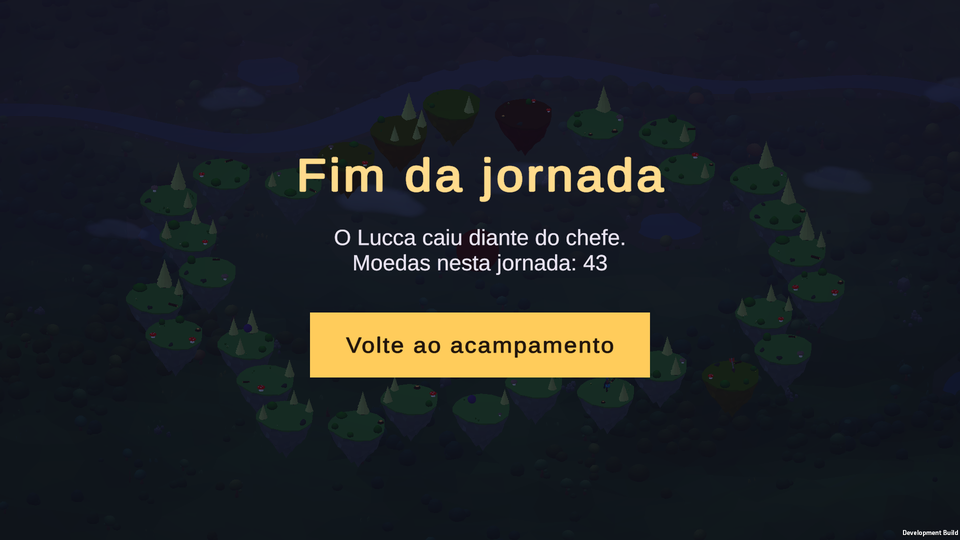 Fim da jornada
O Lucca caiu diante do chefe.
Moedas nesta jornada: 43
Volte ao acampamento
Development Build